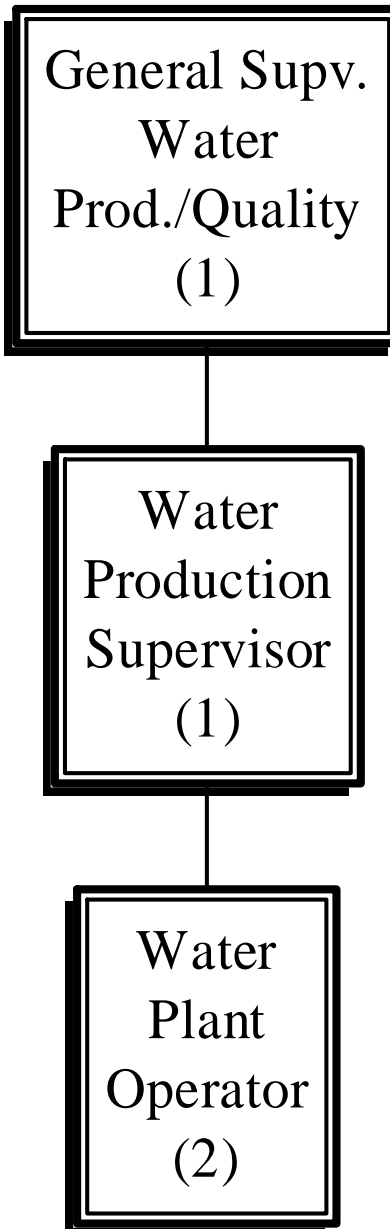 General Supv.
Water
Prod./Quality
(1)
Water
Production
Supervisor
(1)
Water
Plant
Operator
(2)